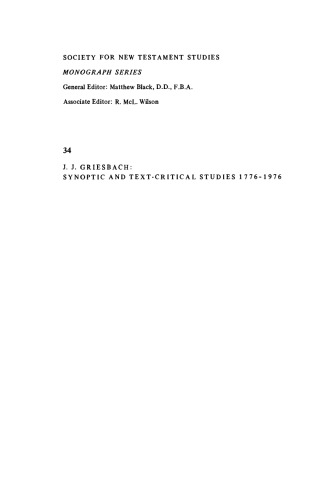 SOCIETY FOR NEW TESTAMENT STUDIES
MONOGRAPH SERIES
General Editor: Matthew Black, D.D., F.B.A.
Associate Editor: R. McL. Wilson
34
J. J. GRIESBACH:
SYNOPTIC AND TEXT-CRITICAL STUDIES 1776-1976